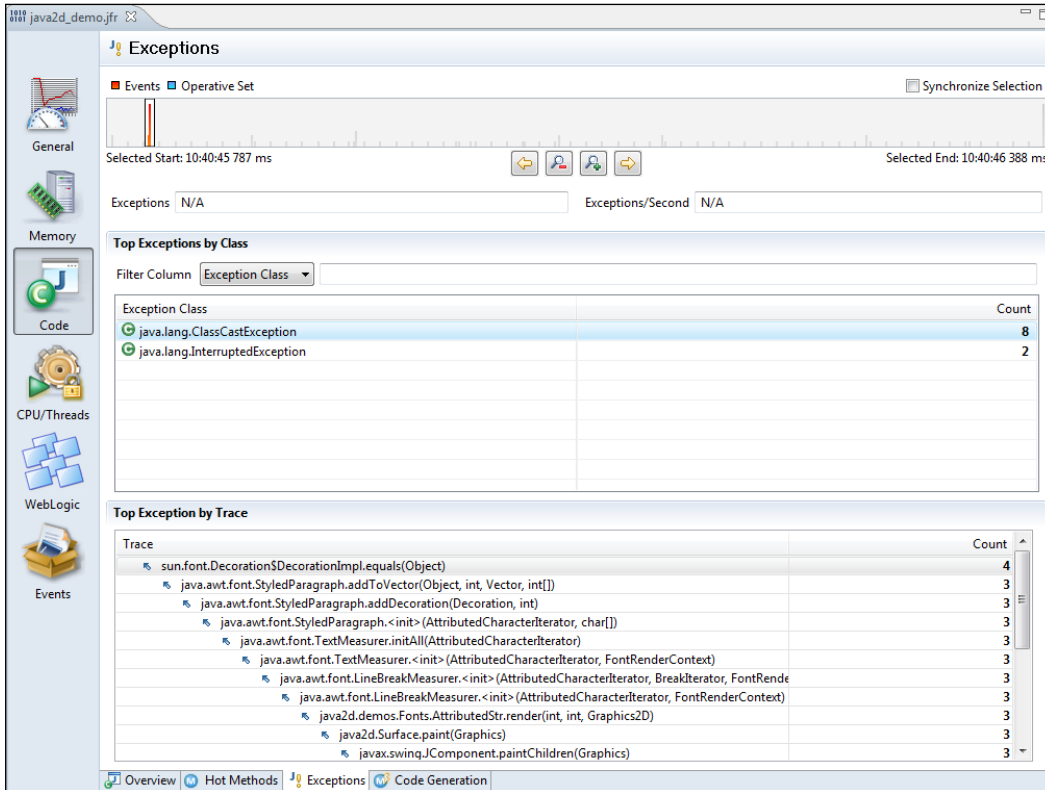 java2d_demo.jfr
Exceptions
Events Operative Set Synchronize Selection
General
Selected Start: 10:40:45 787 ms Selected End: 10:40:46 388 ms
Exceptions N/A Exceptions/Second N/A
Memory
Top Exceptions by Class
Filter Column Exception Class
Exception Class Count
Code
java.lang.ClassCastException 8
java.lang.InterruptedException 2
CPU/Threads
WebLogic
Top Exception by Trace
Trace Count
sun.font.Decoration$DecorationImpl.equals(Object) 4
java.awt.font.StyledParagraph.addToVector(Object, int, Vector, int[]) 3
Events
java.awt.font.StyledParagraph.addDecoration(Decoration, int) 3
java.awt.font.StyledParagraph.<init>(AttributedCharacterIterator, char[]) 3
java.awt.font.TextMeasurer.initAll(AttributedCharacterIterator) 3
java.awt.font.TextMeasurer.<init>(AttributedCharacterIterator, FontRenderContext) 3
java.awt.font.LineBreakMeasurer.<init>(AttributedCharacterIterator, BreakIterator, FontRende 3
java.awt.font.LineBreakMeasurer.<init>(AttributedCharacterIterator, FontRenderContext) 3
java2d.demos.Fonts.AttributedStr.render(int, int, Graphics2D) 3
java2d.Surface.paint(Graphics) 3
javax.swing.JComponent.paintChildren(Graphics) 3
Overview Hot Methods Exceptions Code Generation